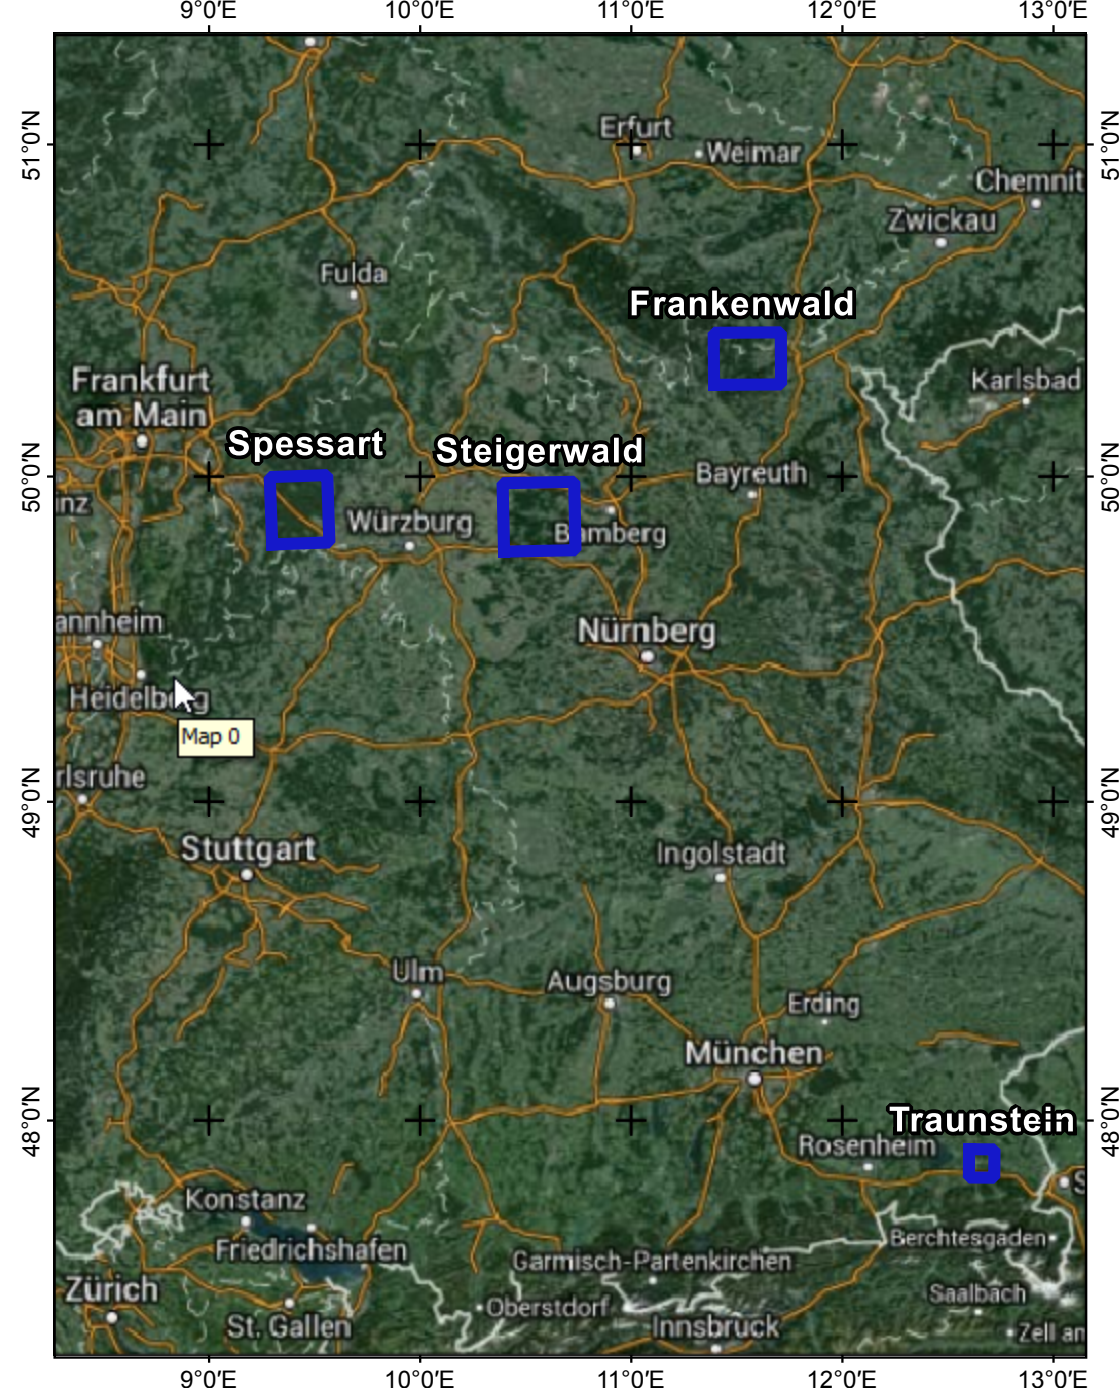 9°0'E 10°0'E 11°0'E 12°0'E 13°0'E
51°0'N
51°0'N
Erfurt
Weimar
Chemnit
Zwickau
Fulda
Frankenwald
Frankfurt
am Main
Karlsbad
Spessart
Steigerwald
Bayreuth
50°0'N
50°0'N
inz
Würzburg
Bamberg
annheim
Nürnberg
Heidelberg
Map 0
rlsruhe
49°0'N
49°0'N
Stuttgart
Ingolstadt
Ulm
Augsburg
Erding
München
48°0'N
48°0'N
Traunstein
Rosenheim
S
Konstanz
Friedrichshafen
Berchtesgaden
Garmisch-Partenkirchen
Zürich
Saalbach
Oberstdorf
St. Gallen
Innsbruck
Zell am
9°0'E 10°0'E 11°0'E 12°0'E 13°0'E